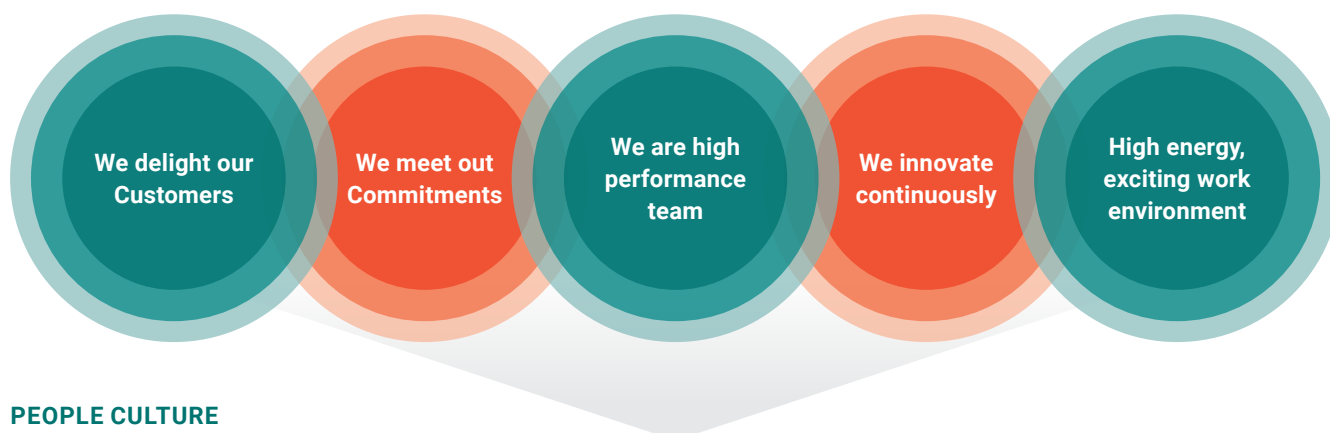 We delight our
Customers
We meet out
Commitments
We are high
performance
team
We innovate
continuously
High energy,
exciting work
environment
PEOPLE CULTURE